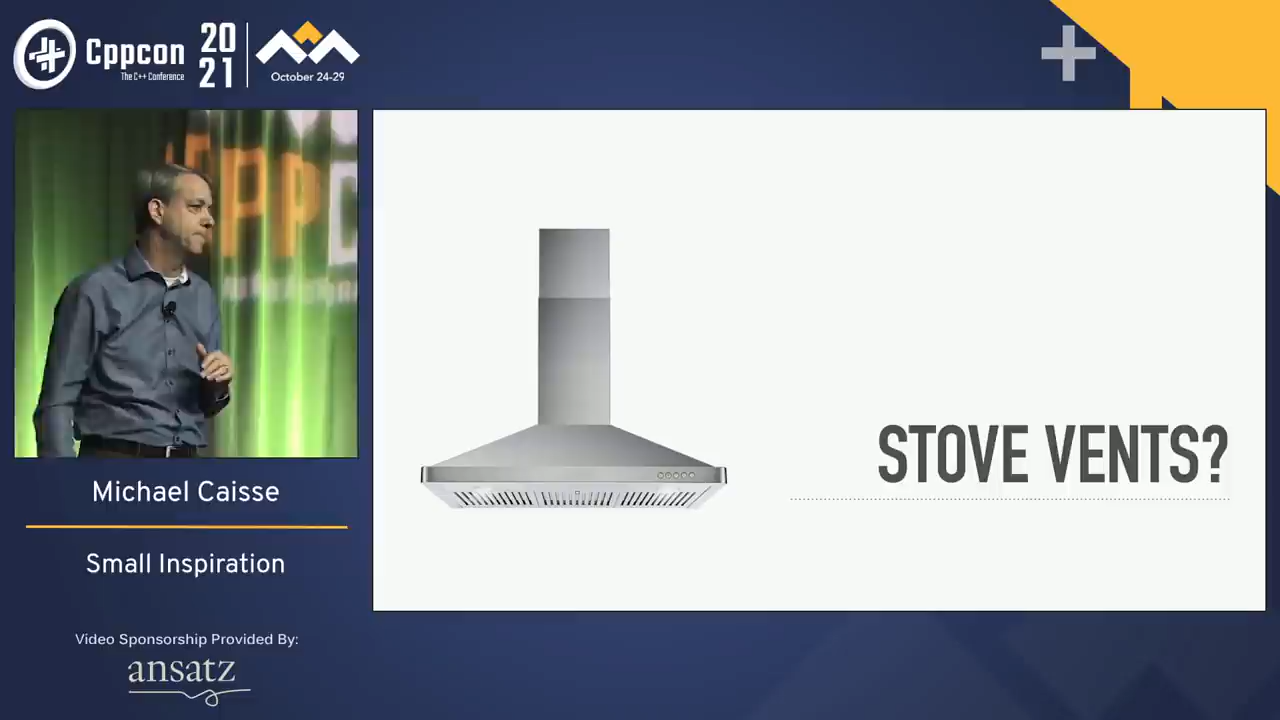 Cppcon
The C++ Conference
20
21
October 24-29
Michael Caisse
Small Inspiration
Video Sponsorship Provided By:
ansatz
STOVE VENTS?